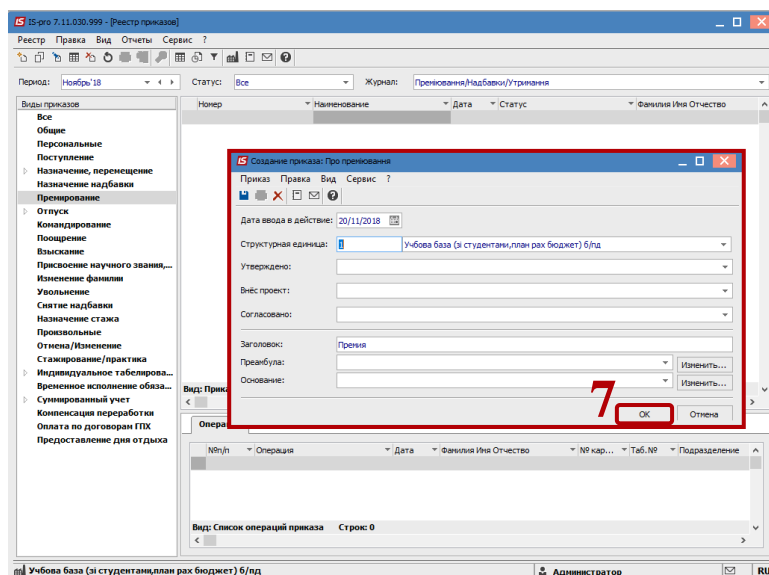 IS-pro 7.11.030.999 - [Реестр приказов]
Реестр Правка Вид Отчеты Сервис ?
Период: Ноябрь'18 Статус: Все Журнал: Преміювання/Надбавки/Утримання
Виды приказов
Все
Общие
Персональные
Поступление
Назначение, перемещение
Назначение надбавки
Премирование
Отпуск
Командирование
Поощрение
Взыскание
Присвоение научного звания,...
Изменение фамилии
Увольнение
Снятие надбавки
Назначение стажа
Произвольные
Отмена/Изменение
Стажирование/практика
Индивидуальное табелирова...
Временное исполнение обяза...
Суммированный учет
Компенсация переработки
Оплата по договорам ГПХ
Предоставление дня отдыха
Номер Наименование Дата Статус Фамилия Имя Отчество
Создание приказа: Про преміювання
Приказ Правка Вид Сервис ?
Дата ввода в действие: 20/11/2018
Структурная единица: 1 Учбова база (зі студентами,план рах бюджет) б/пд
Утверждено:
Внёс проект:
Согласовано:
Заголовок: Премия
Преамбула: Изменить...
Основание: Изменить...
7
OK Отмена
Вид: Прика
Операц
№п/п Операция Дата Фамилия Имя Отчество № кар... Таб.№ Подразделение
Вид: Список операций приказа Строк: 0
Учбова база (зі студентами,план рах бюджет) б/пд Администратор RU